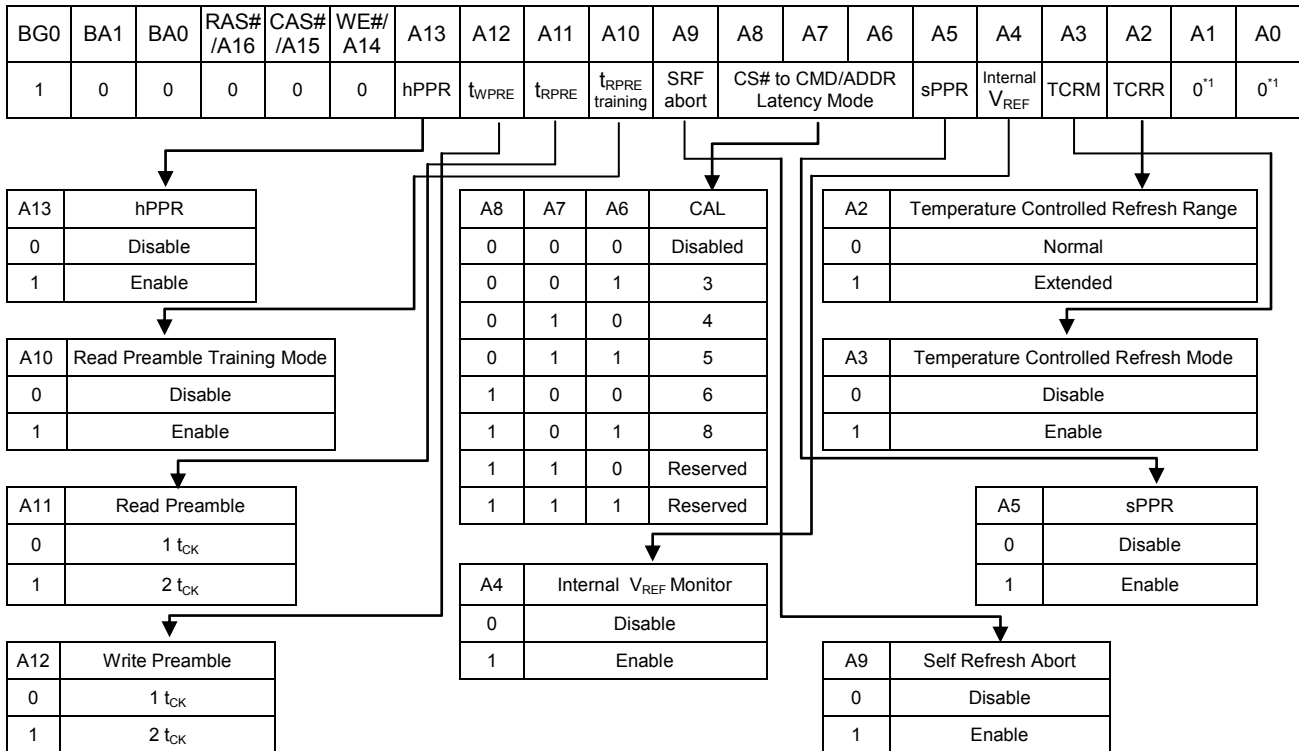 BG0 BA1 BA0 RAS# /A16 CAS# /A15 WE#/ A14 A13 A12 A11 A10 A9 A8 A7 A6 A5 A4 A3 A2 A1 A0
1 0 0 0 0 0 hPPR tWPRE tRPRE tRPRE training SRF abort CS# to CMD/ADDR Latency Mode sPPR Internal VREF TCRM TCRR 0*1 0*1
A13 hPPR
0 Disable
1 Enable
A10 Read Preamble Training Mode
0 Disable
1 Enable
A11 Read Preamble
0 1 tCK
1 2 tCK
A12 Write Preamble
0 1 tCK
1 2 tCK
A8 A7 A6 CAL
0 0 0 Disabled
0 0 1 3
0 1 0 4
0 1 1 5
1 0 0 6
1 0 1 8
1 1 0 Reserved
1 1 1 Reserved
A4 Internal VREF Monitor
0 Disable
1 Enable
A2 Temperature Controlled Refresh Range
0 Normal
1 Extended
A3 Temperature Controlled Refresh Mode
0 Disable
1 Enable
A5 sPPR
0 Disable
1 Enable
A9 Self Refresh Abort
0 Disable
1 Enable